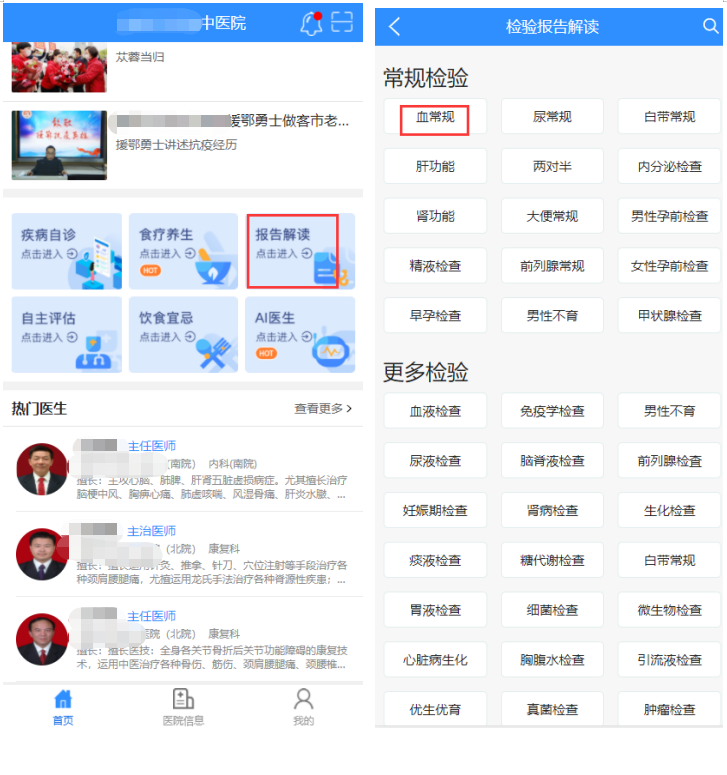 中医院
苁蓉当归
援鄂勇士做客市老...
援鄂勇士讲述抗疫经历
疾病自诊
点击进入
食疗养生
点击进入
HOT
报告解读
点击进入
自主评估
点击进入
饮食宜忌
点击进入
AI医生
点击进入
HOT
热门医生
查看更多 >
主任医师
(南院) 内科(南院)
擅长：主攻心脑、肺脾、肝肾五脏虚损病症。尤其擅长治疗
脑梗中风、胸痹心痛、肺虚咳喘、风湿骨痛、肝炎水臌、...
主治医师
（北院） 康复科
擅长：擅长运用针灸、推拿、针刀、穴位注射等手段治疗各
种颈肩腰腿痛，尤擅运用龙氏手法治疗各种脊源性疾患；...
主任医师
医院（北院） 康复科
擅长：擅长医技：全身各关节骨折后关节功能障碍的康复技
术，运用中医治疗各种骨伤、筋伤、颈肩腰腿痛、颈腰椎...
首页
医院信息
我的
检验报告解读
常规检验
血常规 尿常规 白带常规
肝功能 两对半 内分泌检查
肾功能 大便常规 男性孕前检查
精液检查 前列腺常规 女性孕前检查
早孕检查 男性不育 甲状腺检查
更多检验
血液检查 免疫学检查 男性不育
尿液检查 脑脊液检查 前列腺检查
妊娠期检查 肾病检查 生化检查
痰液检查 糖代谢检查 白带常规
胃液检查 细菌检查 微生物检查
心脏病生化 胸腹水检查 引流液检查
优生优育 真菌检查 肿瘤检查